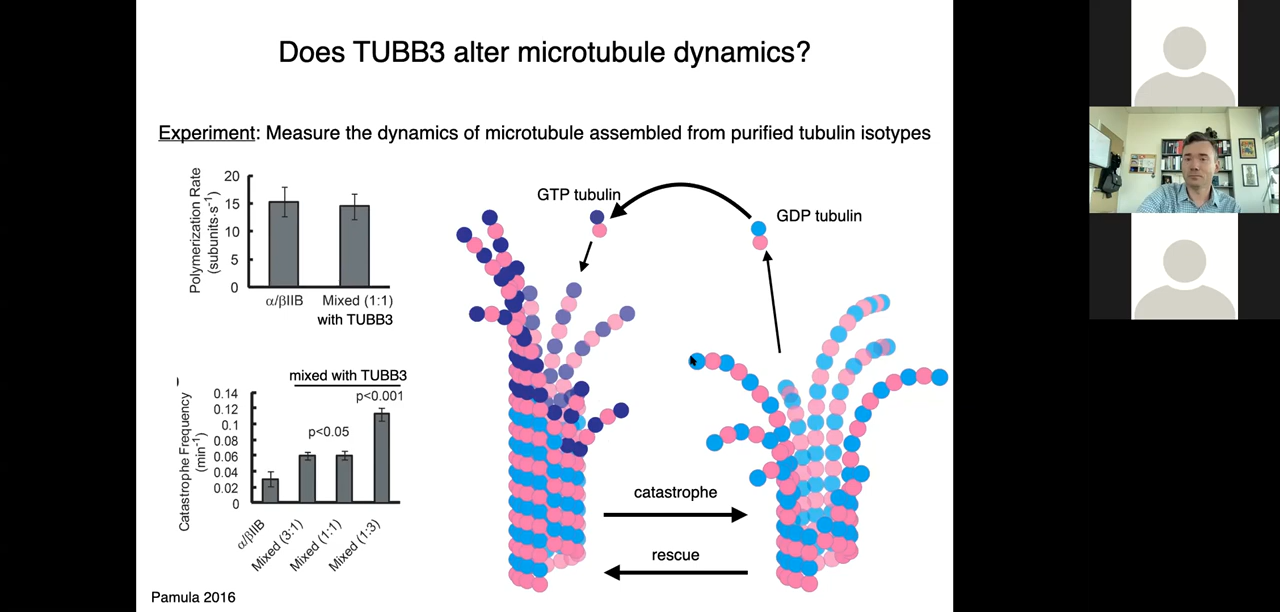 Does TUBB3 alter microtubule dynamics?
Experiment: Measure the dynamics of microtubule assembled from purified tubulin isotypes
Polymerization Rate
(subunits·s-1)
20
15
10
5
0
α/βIIB
Mixed (1:1)
with TUBB3
mixed with TUBB3
p<0.001
p<0.05
Catastrophe Frequency
(min-1)
0.14
0.12
0.08
0.06
0.04
0.02
0
α/βIIB
Mixed (3:1)
Mixed (1:1)
Mixed (1:3)
GTP tubulin
GDP tubulin
catastrophe
rescue
Pamula 2016